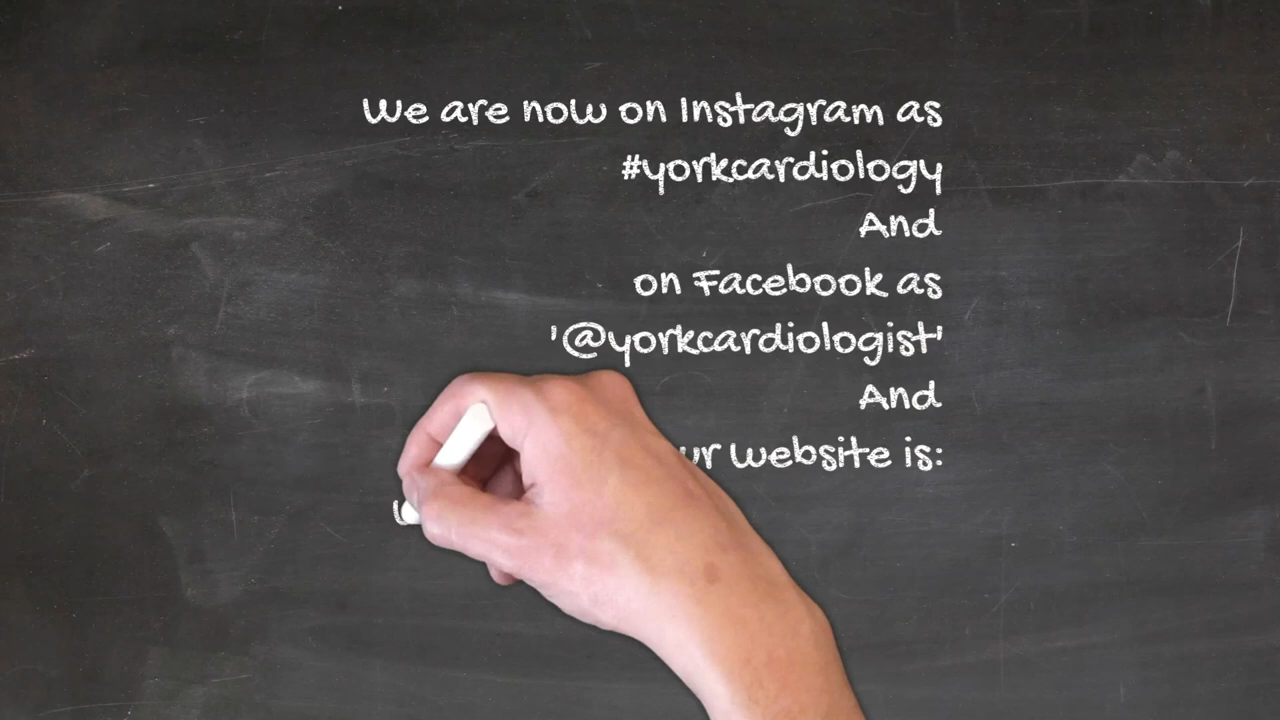 We are now on Instagram as
#yorkcardiology
And
on Facebook as
'@yorkcardiologist'
And
website is: